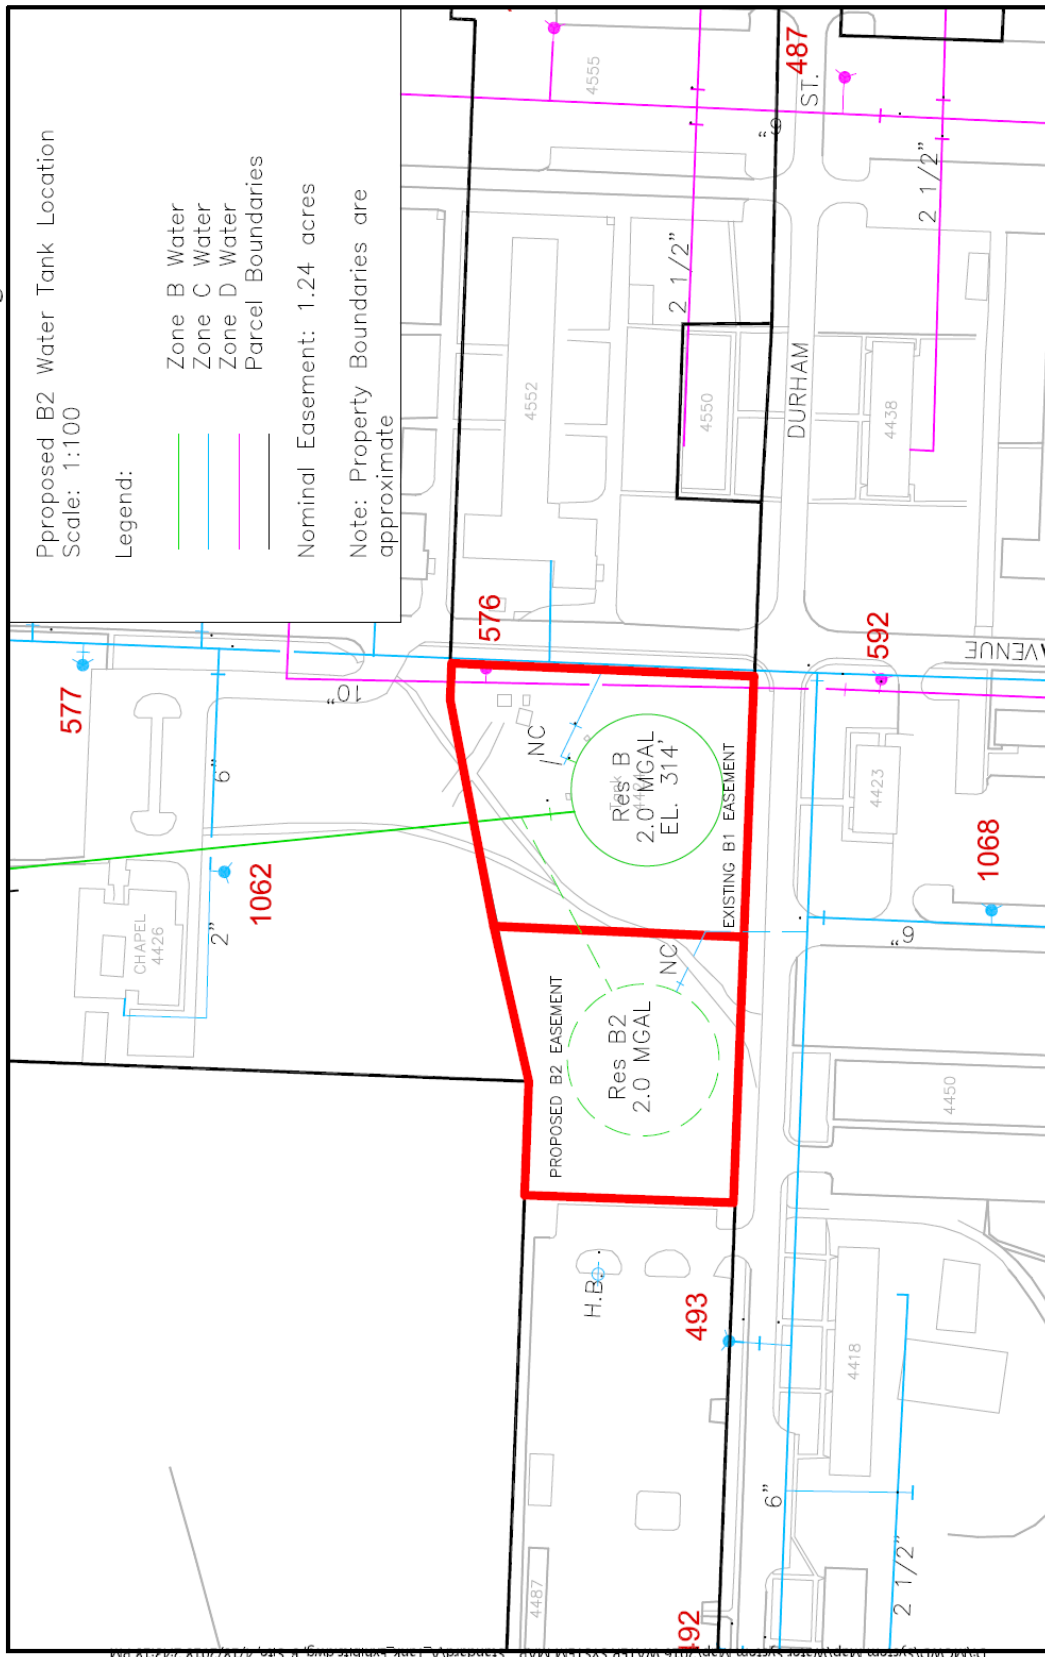 Pproposed B2 Water Tank Location
Scale: 1:100
Legend:
Zone B Water
Zone C Water
Zone D Water
Parcel Boundaries
Nominal Easement: 1.24 acres
Note: Property Boundaries are
approximate
577
10"
6"
1062
2"
CHAPEL
4426
4555
487
ST.
6"
2 1/2"
2 1/2"
4552
4550
DURHAM
4438
576
592
AVENUE
NC
Res B
2.0 MGAL
EL. 314'
EXISTING B1 EASEMENT
4423
1068
6"
NC
PROPOSED B2 EASEMENT
Res B2
2.0 MGAL
4450
H.B.
493
4418
6"
2 1/2"
4487
492